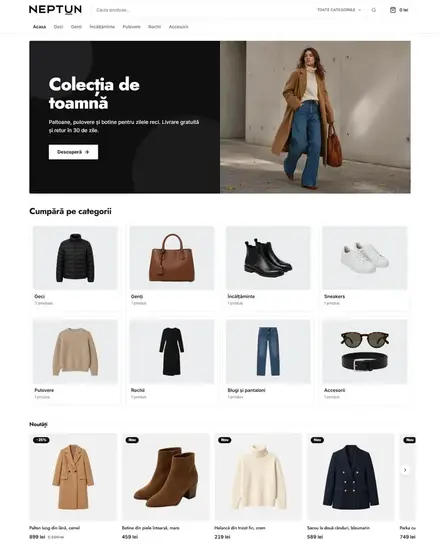 NEPTUN
Caută produse...
TOATE CATEGORIILE
0 lei
Acasa
Geci
Genți
Încălțăminte
Pulovere
Rochii
Accesorii
Colecția de
toamnă
Paltoane, pulovere și botine pentru zilele reci. Livrare gratuită
și retur în 30 de zile.
Descoperă →
Cumpără pe categorii
Geci
Genți
1 produs
Încălțăminte
1 produs
Sneakers
1 produs
Pulovere
1 produs
Rochii
1 produs
Blugi și pantaloni
1 produs
Accesorii
1 produs
Noutăți
Nou
Nou
Nou
Palton lung din lână, camel
899 lei
Botine din piele întoarsă, maro
459 lei
Helancă din tricot fin, crem
219 lei
Sacou la două rânduri, bleumarin
589 lei
Parka cu
749 lei